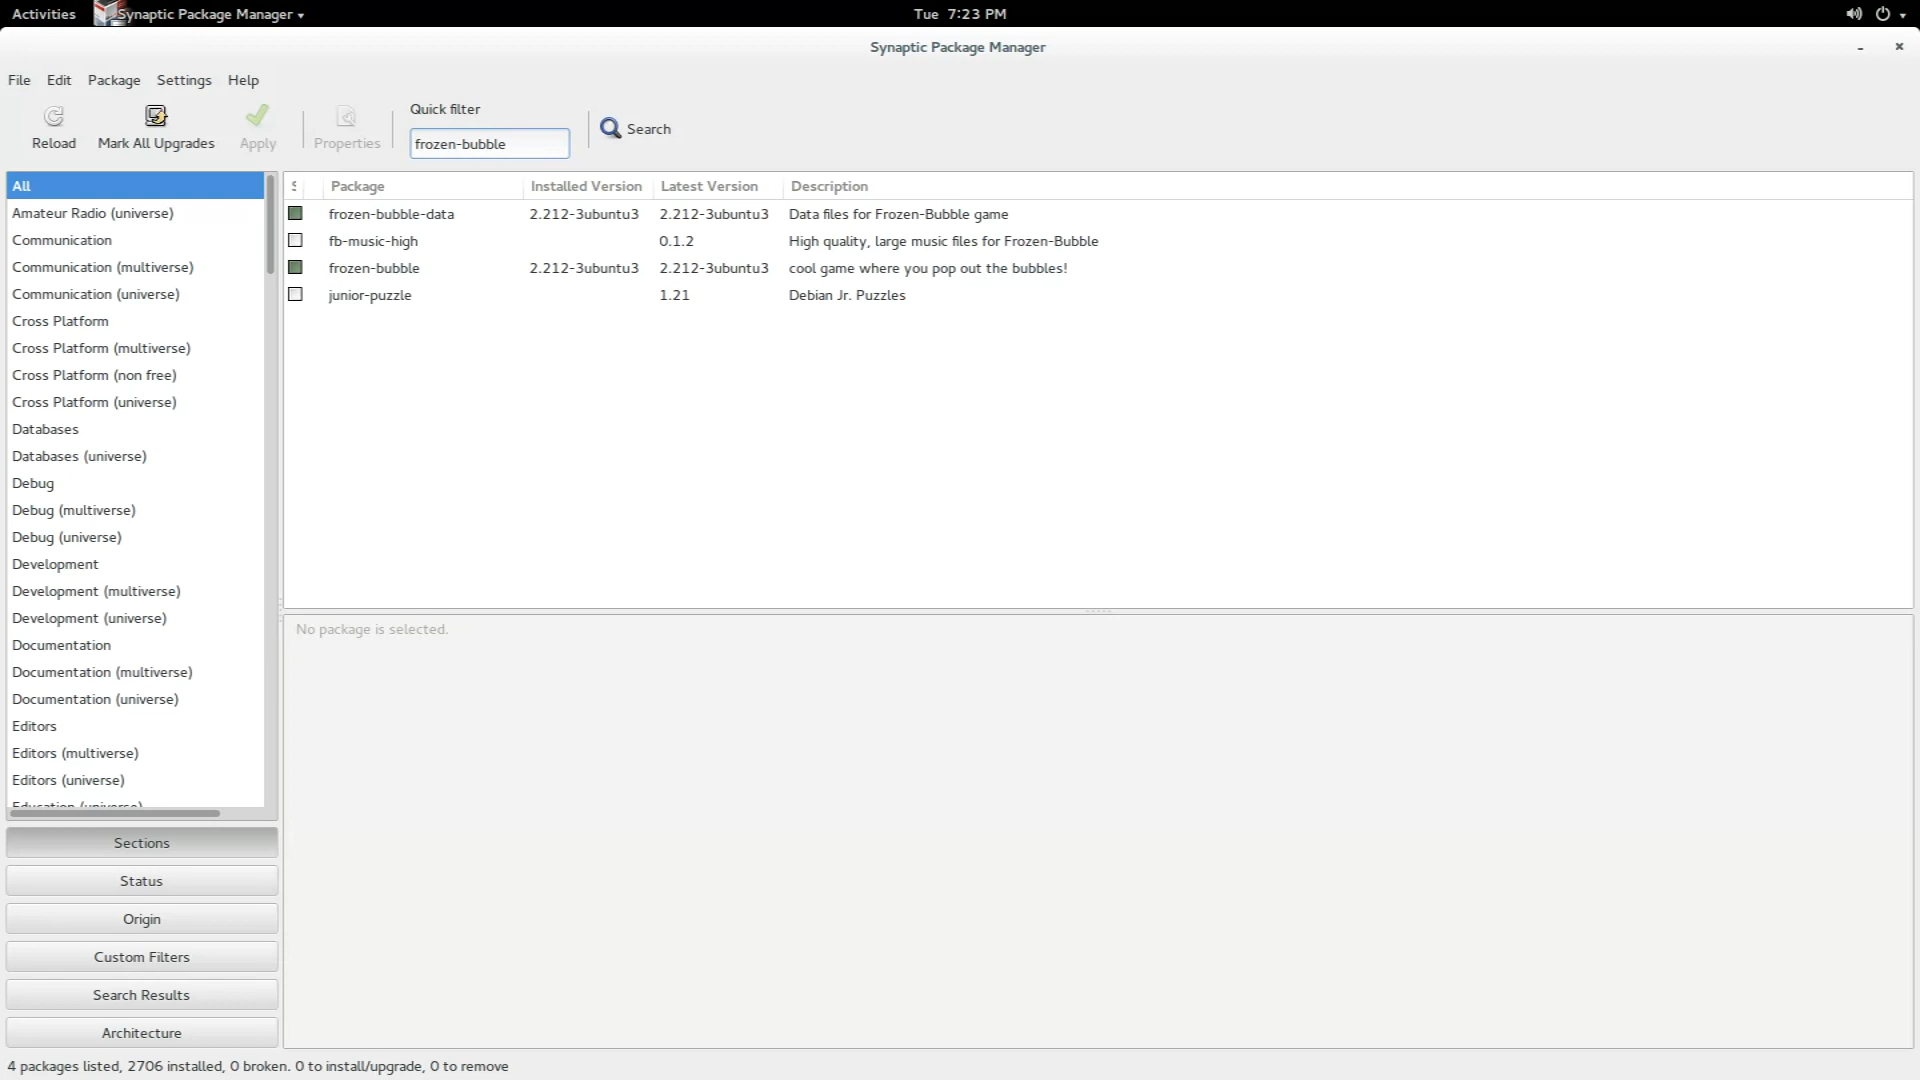 Activities Synaptic Package Manager Tue 7:23 PM
Synaptic Package Manager
File Edit Package Settings Help
Reload Mark All Upgrades Apply Properties
Quick filter
frozen-bubble
Search
All
Amateur Radio (universe)
Communication
Communication (multiverse)
Communication (universe)
Cross Platform
Cross Platform (multiverse)
Cross Platform (non free)
Cross Platform (universe)
Databases
Databases (universe)
Debug
Debug (multiverse)
Debug (universe)
Development
Development (multiverse)
Development (universe)
Documentation
Documentation (multiverse)
Documentation (universe)
Editors
Editors (multiverse)
Editors (universe)
Education (universe)
Sections
Status
Origin
Custom Filters
Search Results
Architecture
S Package Installed Version Latest Version Description
frozen-bubble-data 2.212-3ubuntu3 2.212-3ubuntu3 Data files for Frozen-Bubble game
fb-music-high 0.1.2 High quality, large music files for Frozen-Bubble
frozen-bubble 2.212-3ubuntu3 2.212-3ubuntu3 cool game where you pop out the bubbles!
junior-puzzle 1.21 Debian Jr. Puzzles
No package is selected.
4 packages listed, 2706 installed, 0 broken. 0 to install/upgrade, 0 to remove